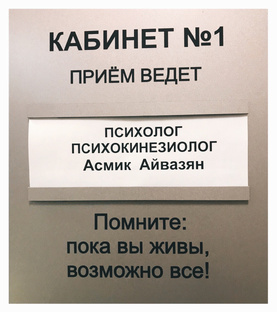 КАБИНЕТ №1
ПРИЁМ ВЕДЕТ
ПСИХОЛОГ
ПСИХОКИНЕЗИОЛОГ
Асмик Айвазян
Помните:
пока вы живы,
возможно все!